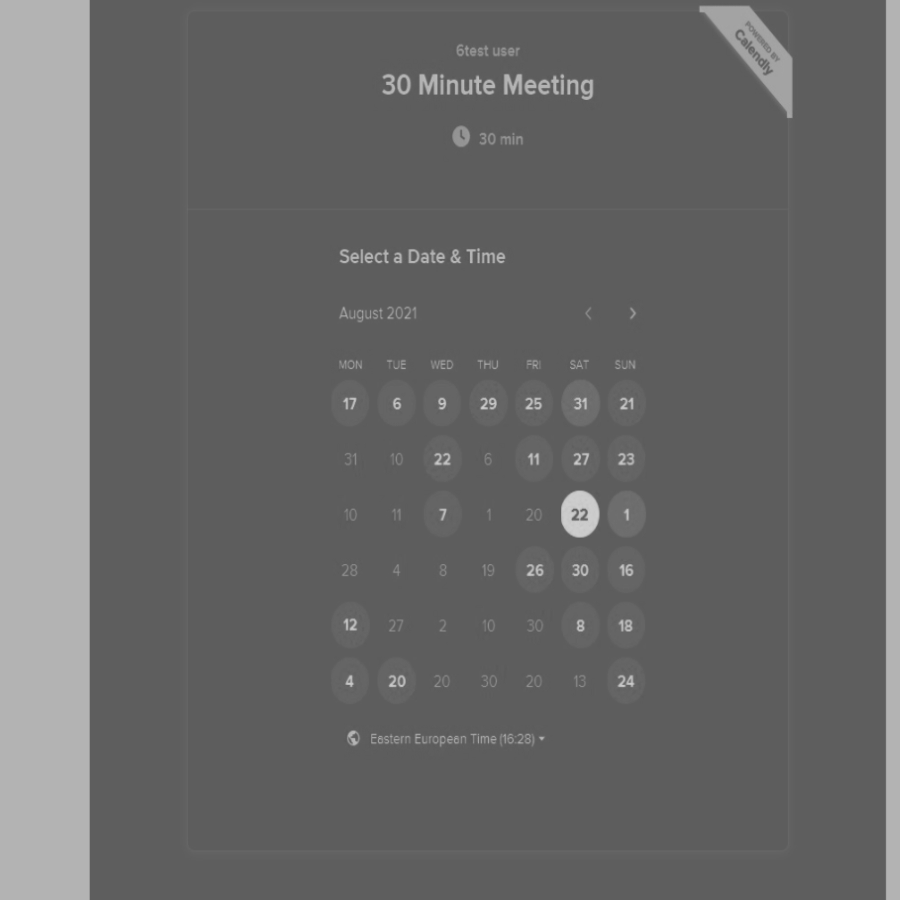 6test user
30 Minute Meeting
30 min
POWERED BY
Calendly
Select a Date & Time
August 2021
MON TUE WED THU FRI SAT SUN
17 6 9 29 25 31 21
31 10 22 6 11 27 23
10 11 7 1 20 22 1
28 4 8 19 26 30 16
12 27 2 10 30 8 18
4 20 20 30 20 13 24
Eastern European Time (16:28)